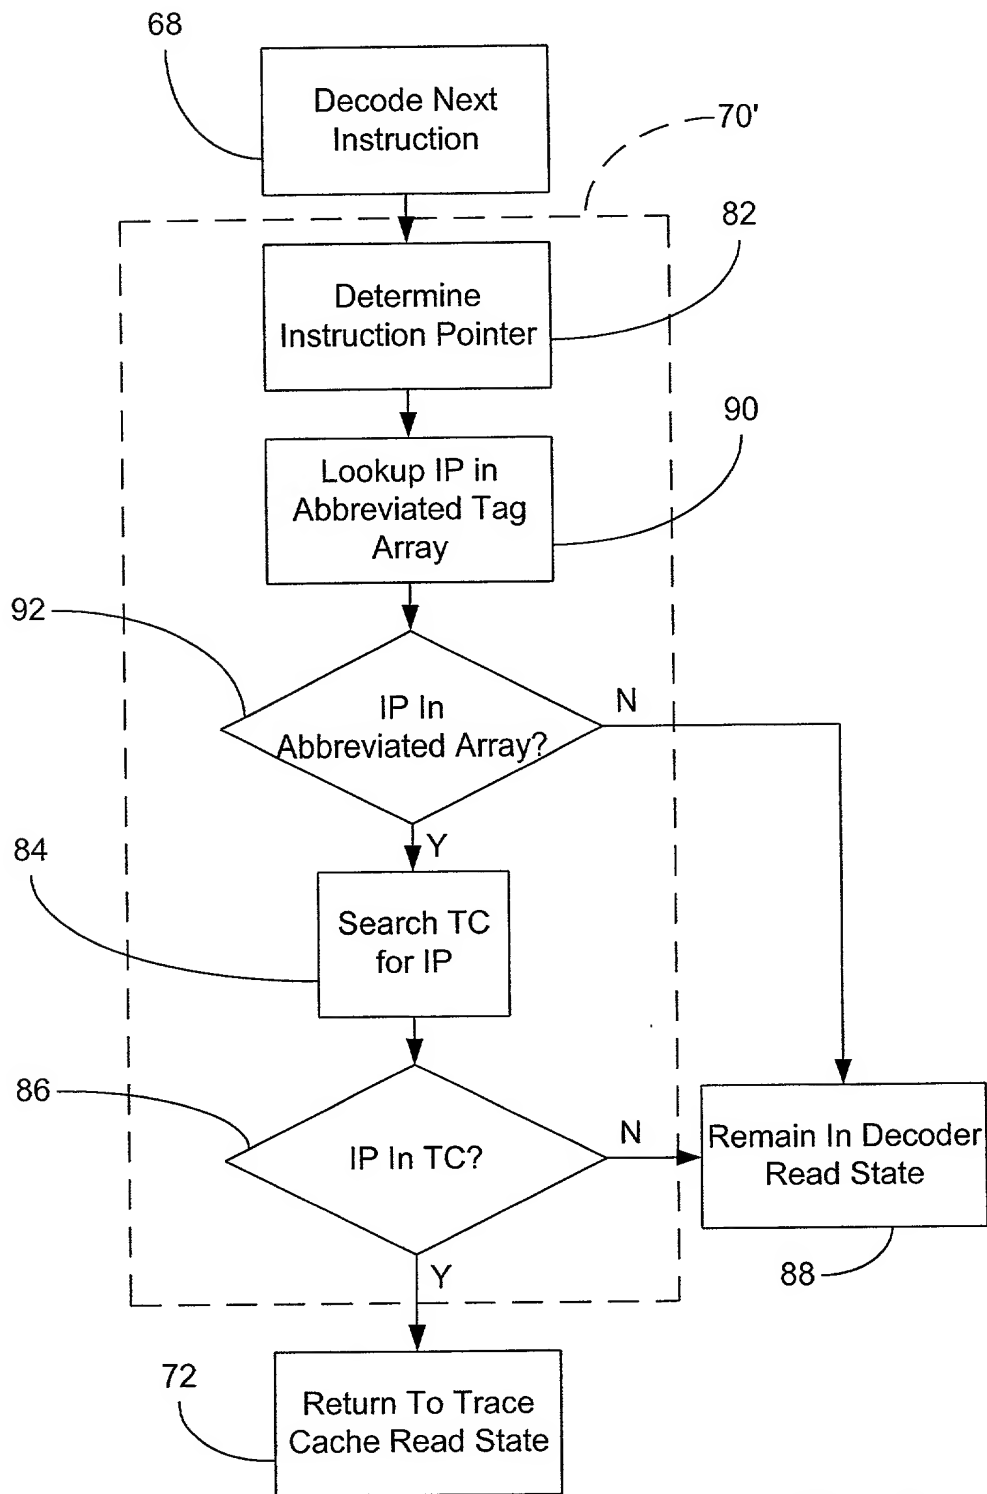 68
Decode Next
Instruction
70'
82
Determine
Instruction Pointer
90
Lookup IP in
Abbreviated Tag
Array
92
IP In
Abbreviated Array?
N
Y
84
Search TC
for IP
86
IP In TC?
N
Remain In Decoder
Read State
88
Y
72
Return To Trace
Cache Read State